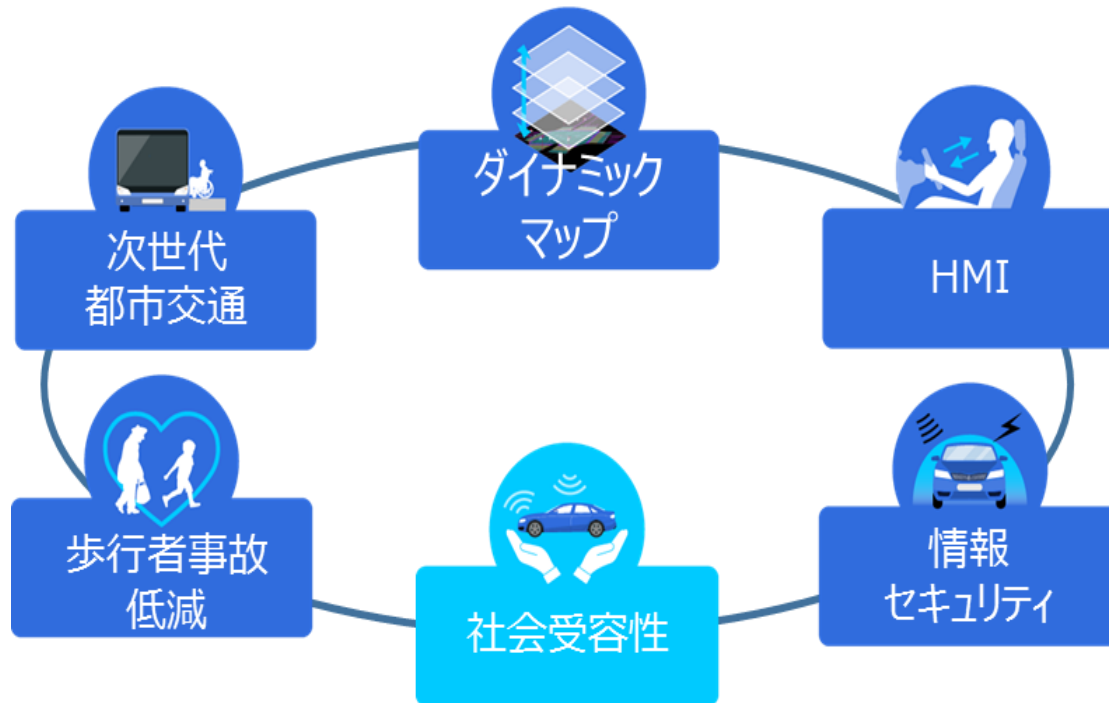 ダイナミック
マップ
次世代
都市交通
HMI
歩行者事故
低減
社会受容性
情報
セキュリティ